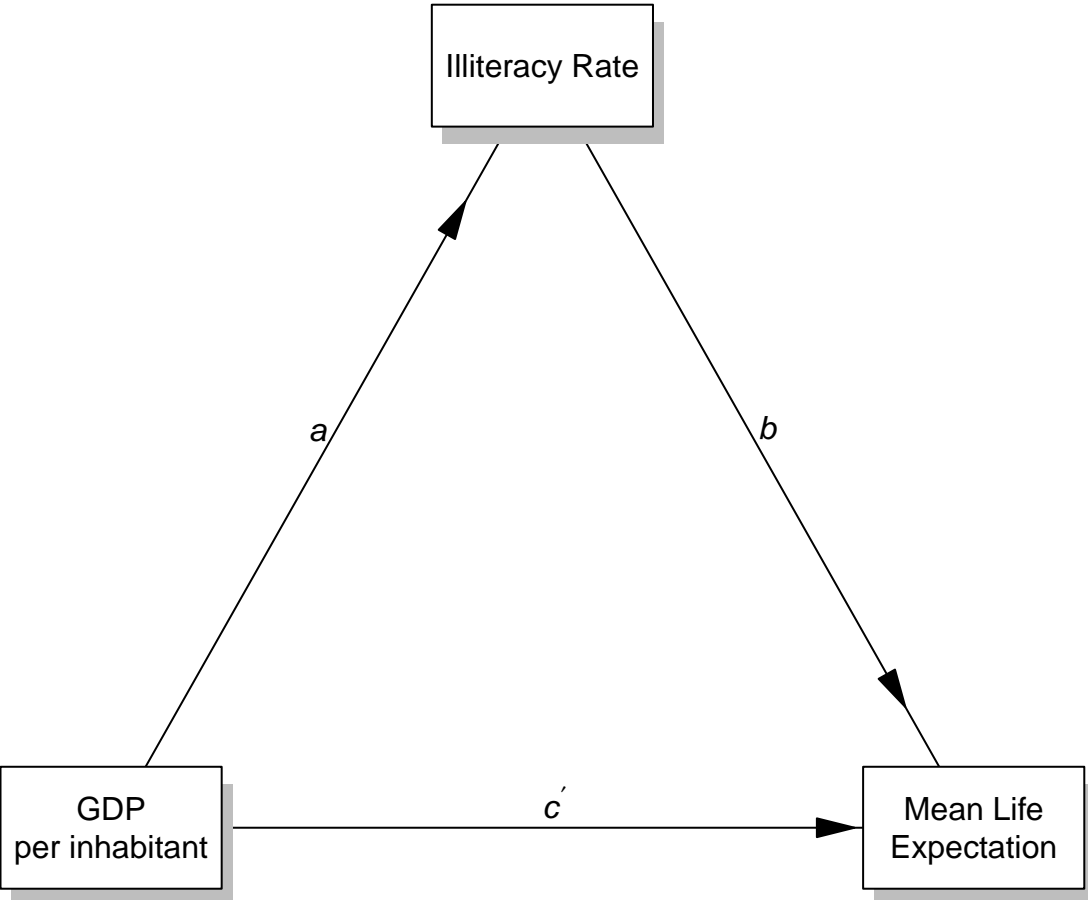 Illiteracy Rate
a
b
c′
GDP
per inhabitant
Mean Life
Expectation